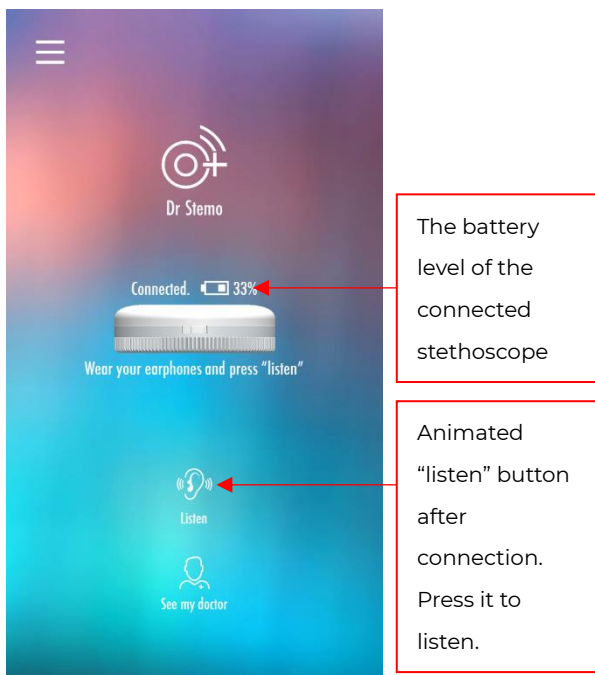 Dr Stemo
Connected. 33%
Wear your earphones and press "listen"
Listen
See my doctor
The battery
level of the
connected
stethoscope
Animated
“listen” button
after
connection.
Press it to
listen.